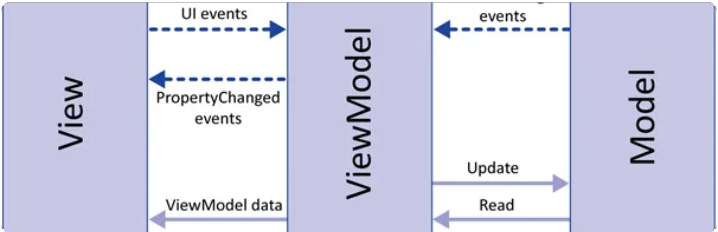 View
UI events
PropertyChanged
events
ViewModel data
ViewModel
events
Update
Read
Model